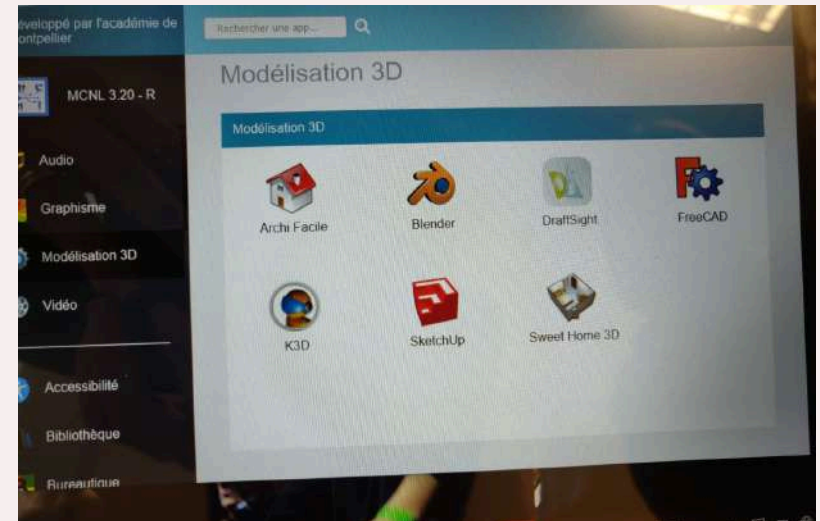 développé par l'académie de
ontpellier
Rechercher une app...
MCNL 3.20 - R
Audio
Graphisme
Modélisation 3D
Vidéo
Accessibilité
Bibliothèque
Bureautique
Modélisation 3D
Modélisation 3D
Archi Facile
Blender
DraftSight
FreeCAD
K3D
SketchUp
Sweet Home 3D